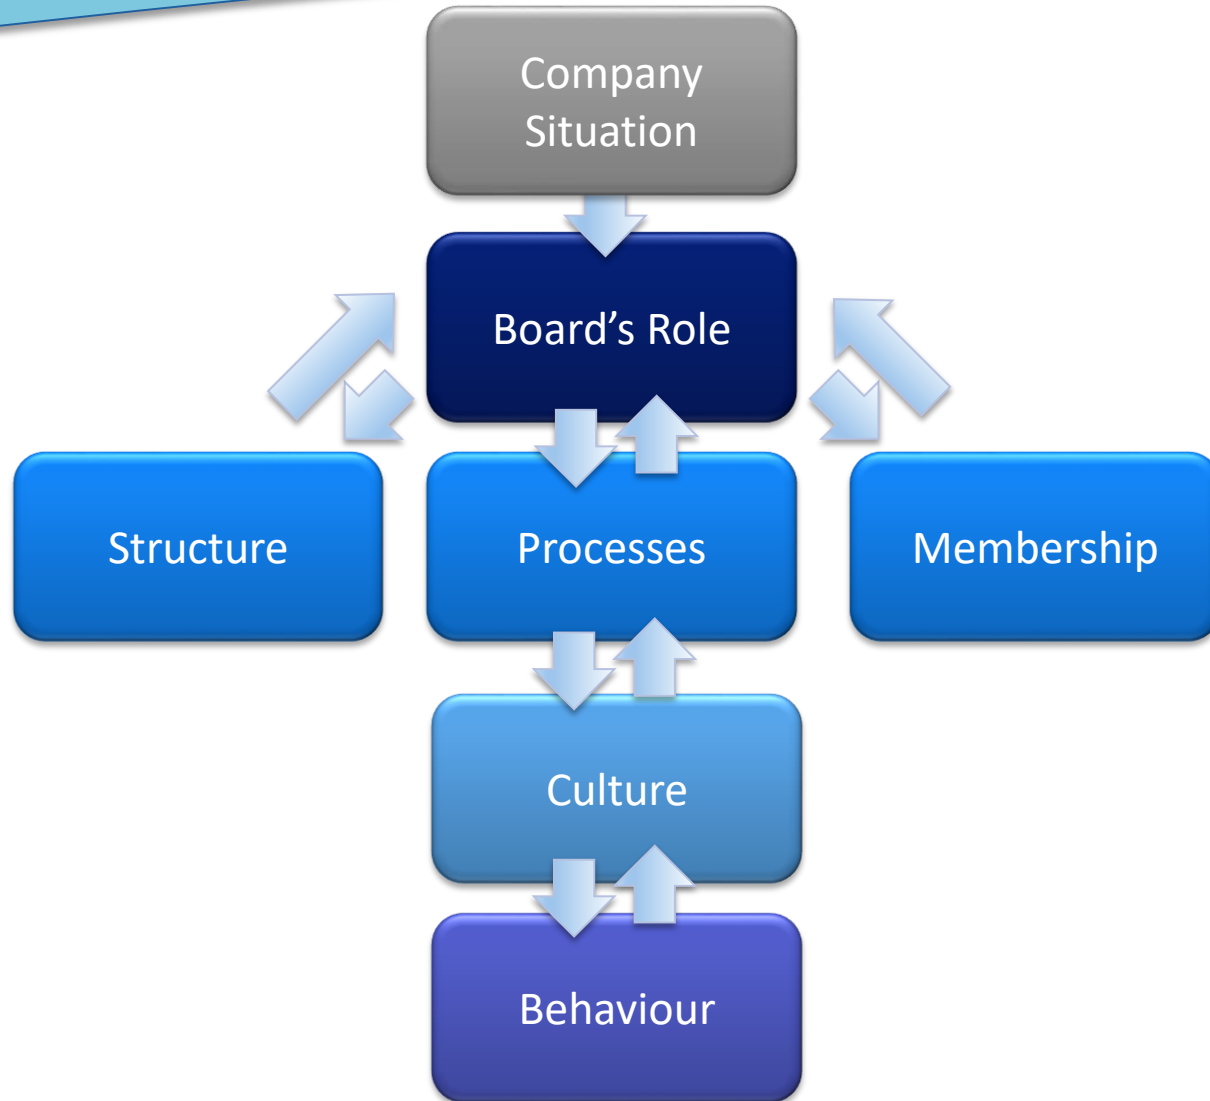 Company
Situation
Board’s Role
Structure
Processes
Membership
Culture
Behaviour